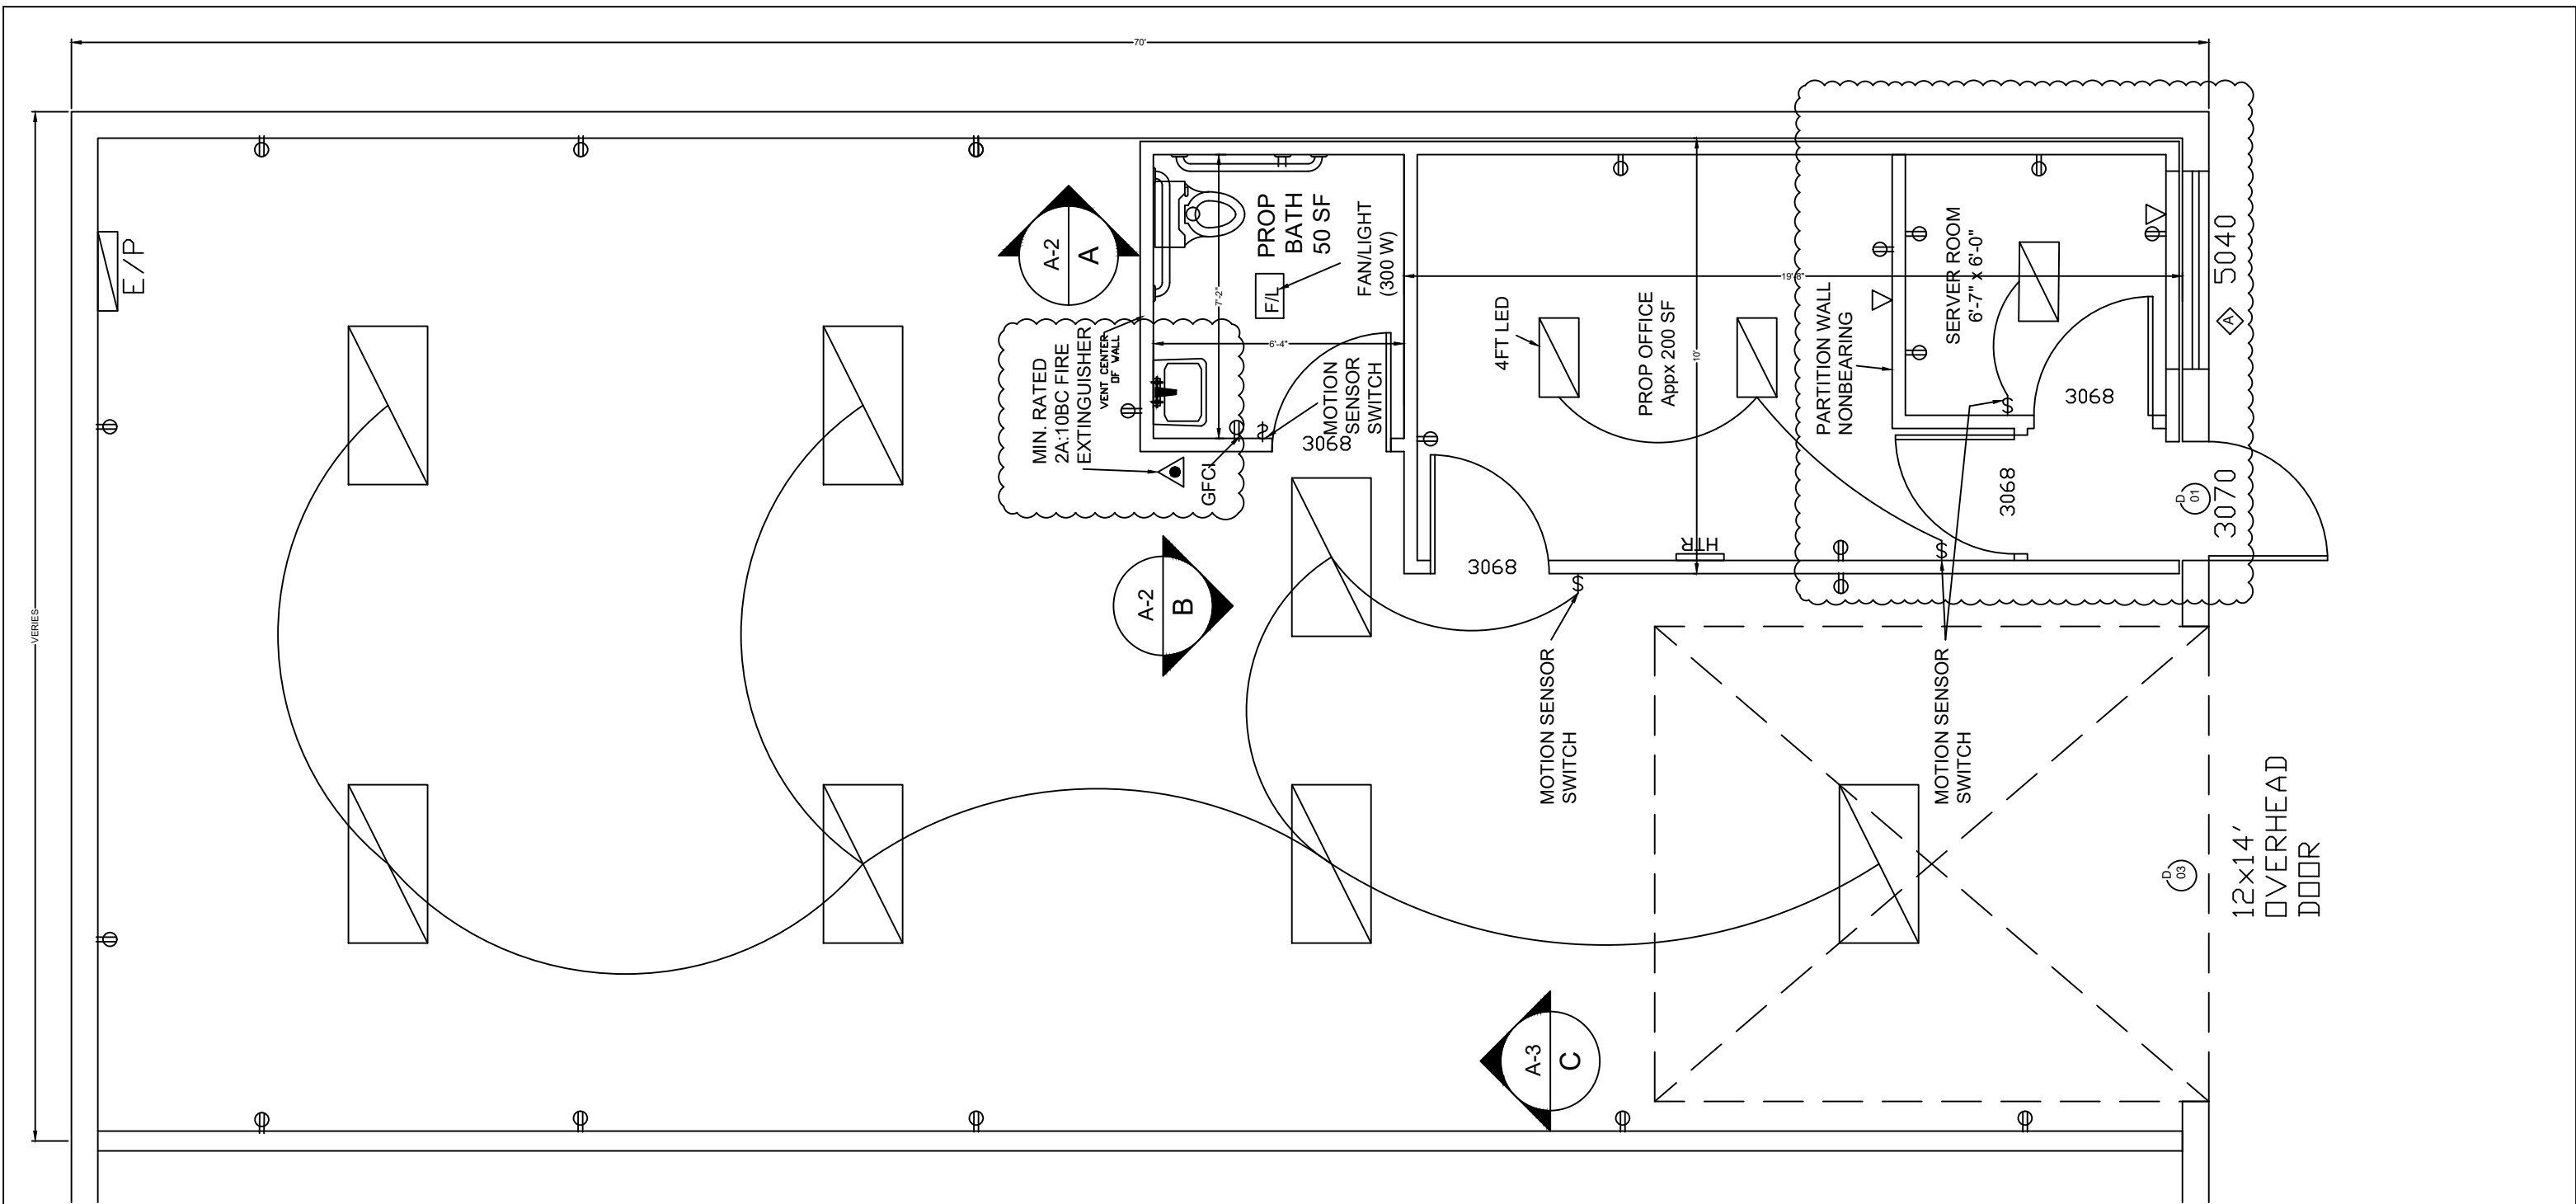 70'
VERIES
E/P
A-2
A
PROP
BATH
50 SF
F/L
FAN/LIGHT
(300 W)
7'-2"
6'-4"
MIN. RATED
2A:10BC FIRE
EXTINGUISHER
VENT CENTER
OF WALL
GFCI
$
MOTION
SENSOR
SWITCH
3068
A-2
B
4FT LED
PROP OFFICE
Appx 200 SF
19'-8"
10'
PARTITION WALL
NONBEARING
SERVER ROOM
6'-7" x 6'-0"
$
3068
3068
3068
HTR
$
$
5040
A
3070
D
01
MOTION SENSOR
SWITCH
MOTION SENSOR
SWITCH
A-3
C
D
03
12x14'
OVERHEAD
DOOR